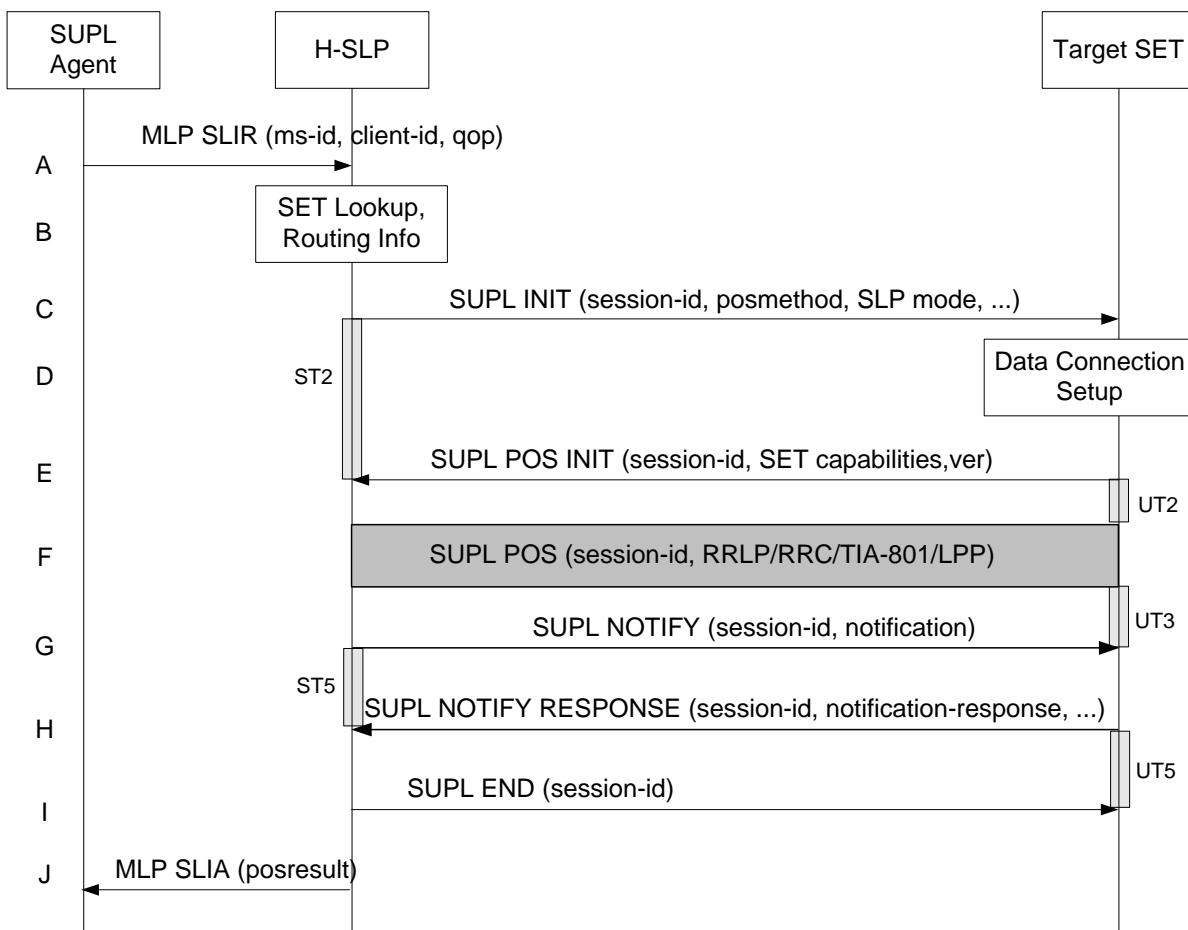 SUPL
Agent
H-SLP
Target SET
MLP SLIR (ms-id, client-id, qop)
A
SET Lookup,
Routing Info
B
SUPL INIT (session-id, posmethod, SLP mode, ...)
C
Data Connection
Setup
D
ST2
SUPL POS INIT (session-id, SET capabilities,ver)
E
UT2
F
SUPL POS (session-id, RRLP/RRC/TIA-801/LPP)
UT3
SUPL NOTIFY (session-id, notification)
G
ST5
SUPL NOTIFY RESPONSE (session-id, notification-response, ...)
H
UT5
SUPL END (session-id)
I
MLP SLIA (posresult)
J